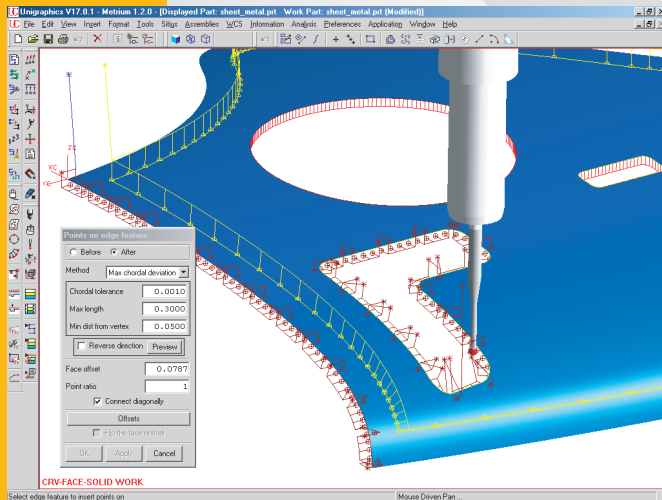 Unigraphics V17.0.1 - Metrium 1.2.0 - [Displayed Part: sheet_metal.prt Work Part: sheet_metal.prt (Modified)]
File Edit View Insert Format Tools Sitys Assemblies WCS Information Analysis Preferences Application Window Help
ZC
XC
YC
Points on edge feature
Before After
Method Max chordal deviation
Chordal tolerance 0.0010
Max length 0.3000
Min dist from vertex 0.0500
Reverse direction Preview
Face offset 0.0787
Point ratio 1
Connect diagonally
Offsets
Flip the face normal
OK Apply Cancel
CRV-FACE-SOLID WORK
Select edge feature to insert points on Mouse Driven Pan ...